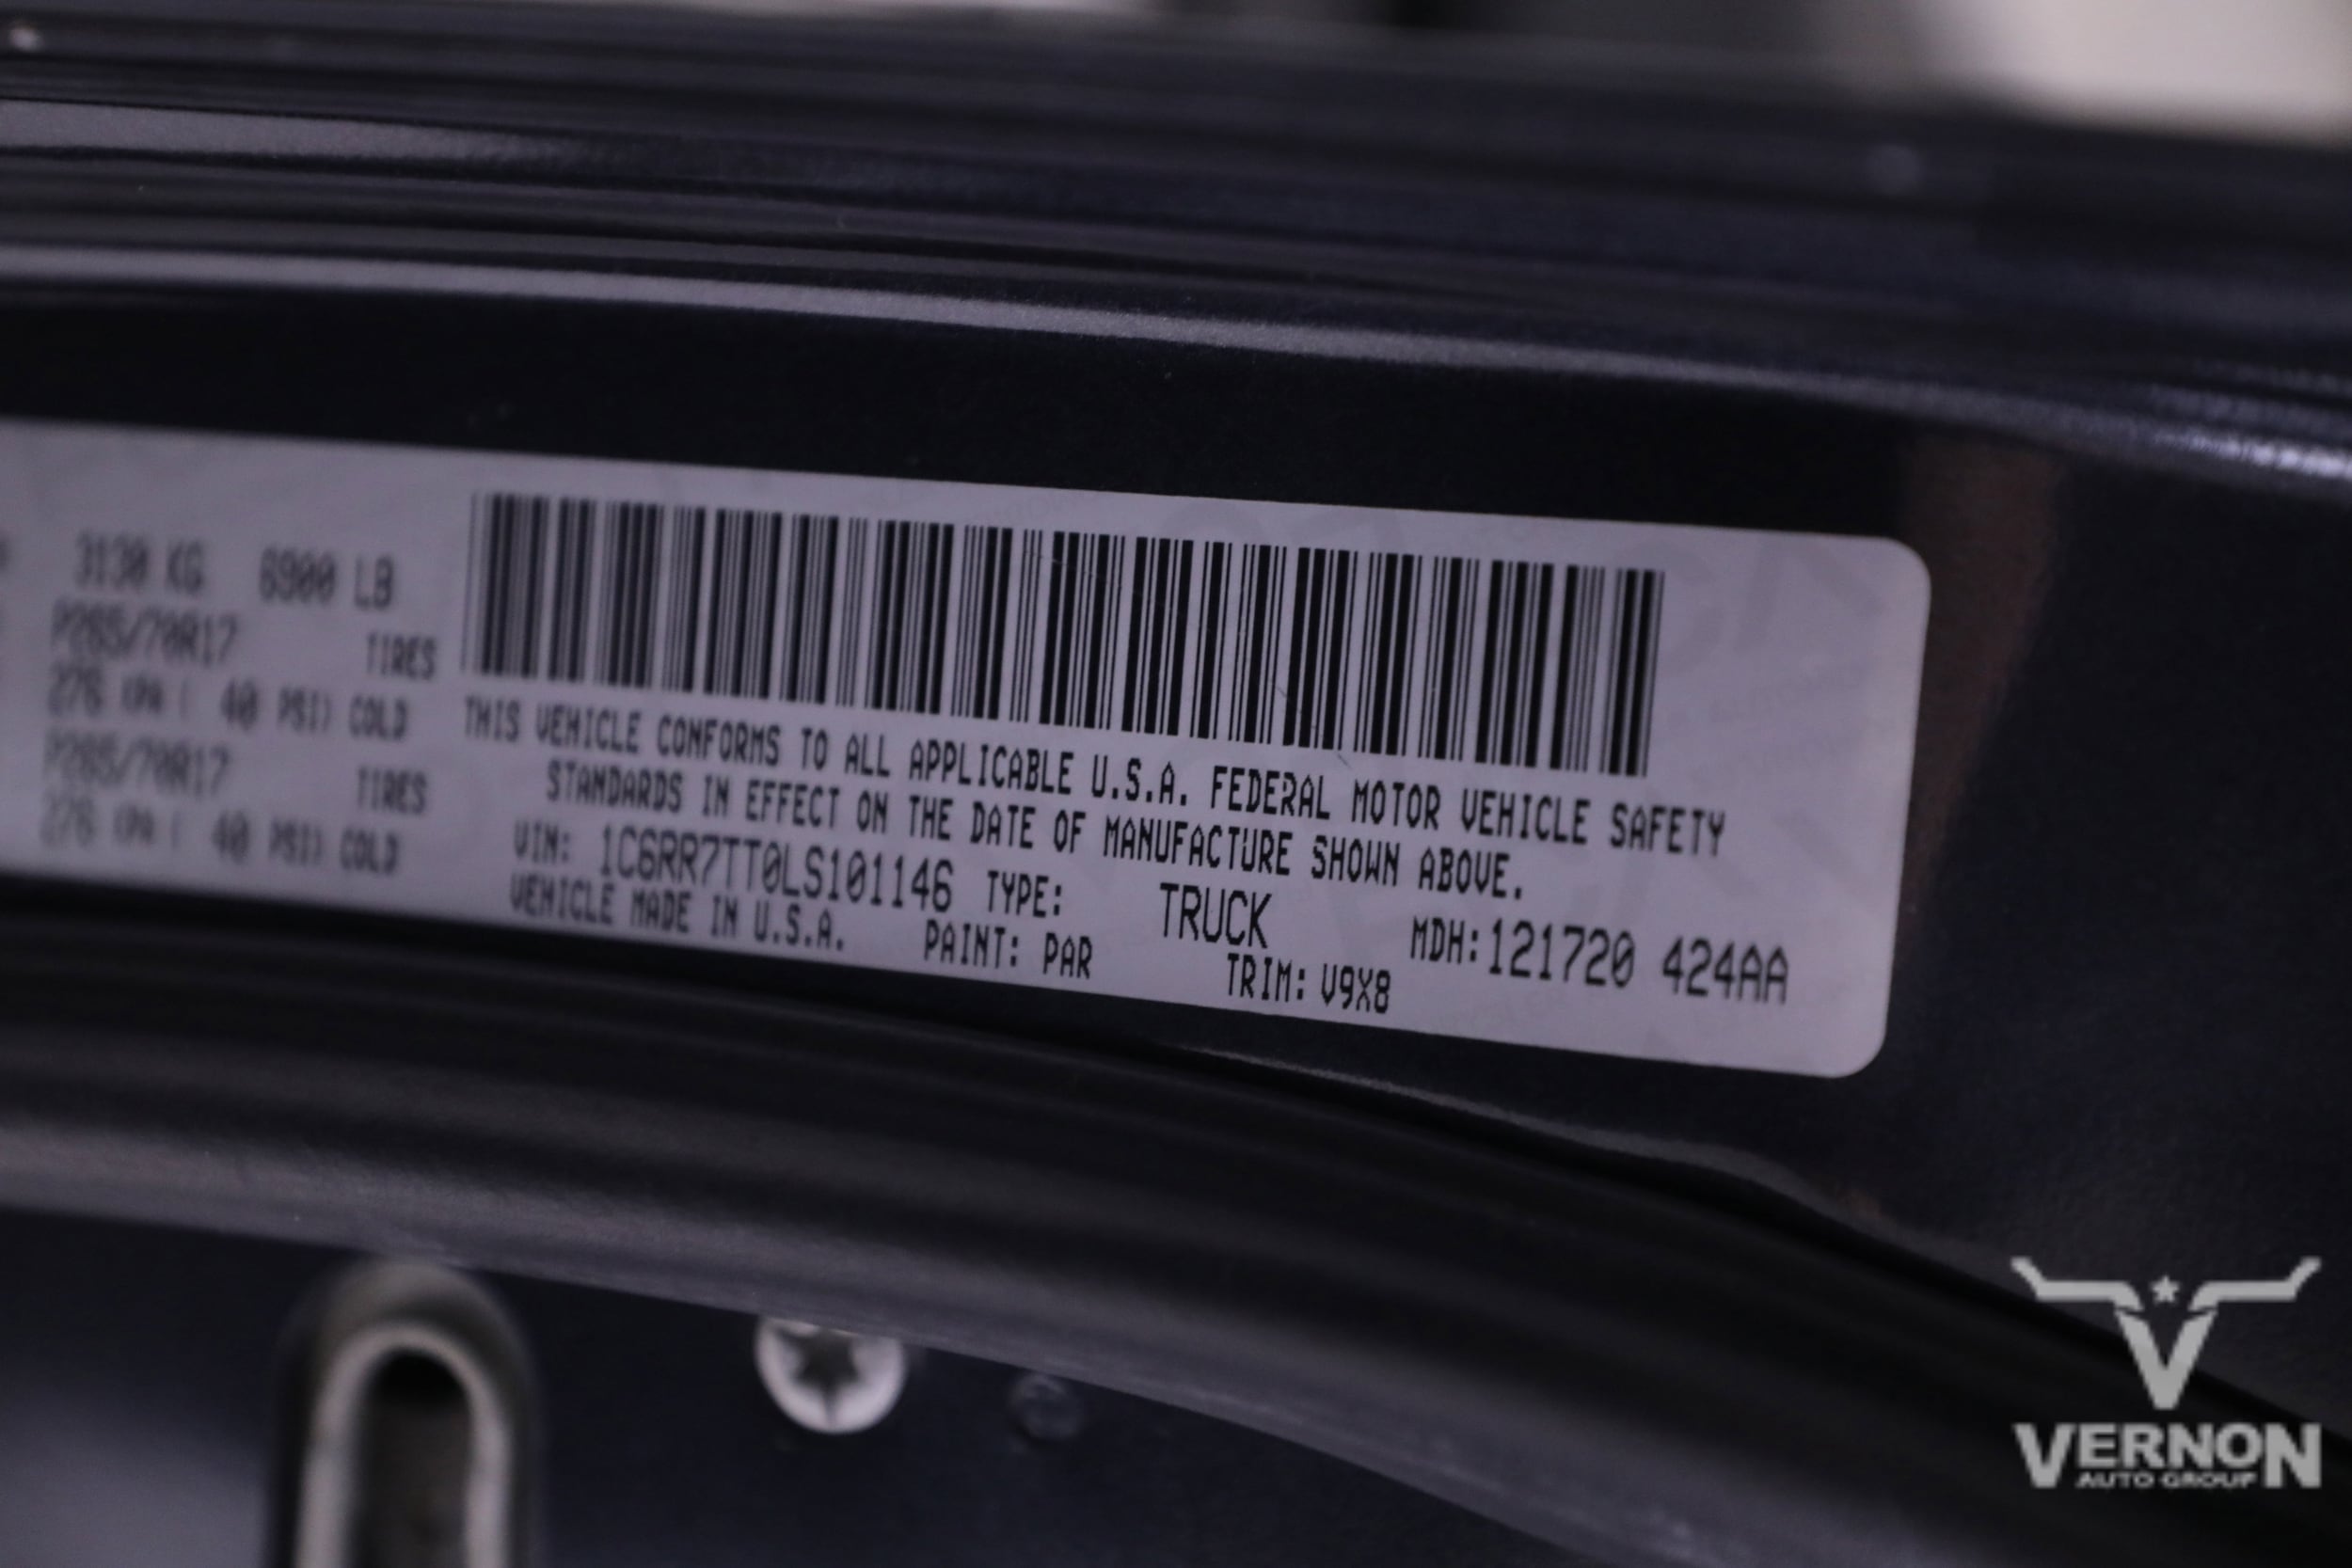 3130 KG 6900 LB
P265/70R17 TIRES
276 KPA ( 40 PSI) COLD
P265/70R17 TIRES
276 KPA ( 40 PSI) COLD
THIS VEHICLE CONFORMS TO ALL APPLICABLE U.S.A. FEDERAL MOTOR VEHICLE SAFETY
STANDARDS IN EFFECT ON THE DATE OF MANUFACTURE SHOWN ABOVE.
VIN: 1C6RR7TT0LS101146 TYPE: TRUCK MDH:121720 424AA
VEHICLE MADE IN U.S.A. PAINT: PAR TRIM: V9X8
V
VERNON
AUTO GROUP